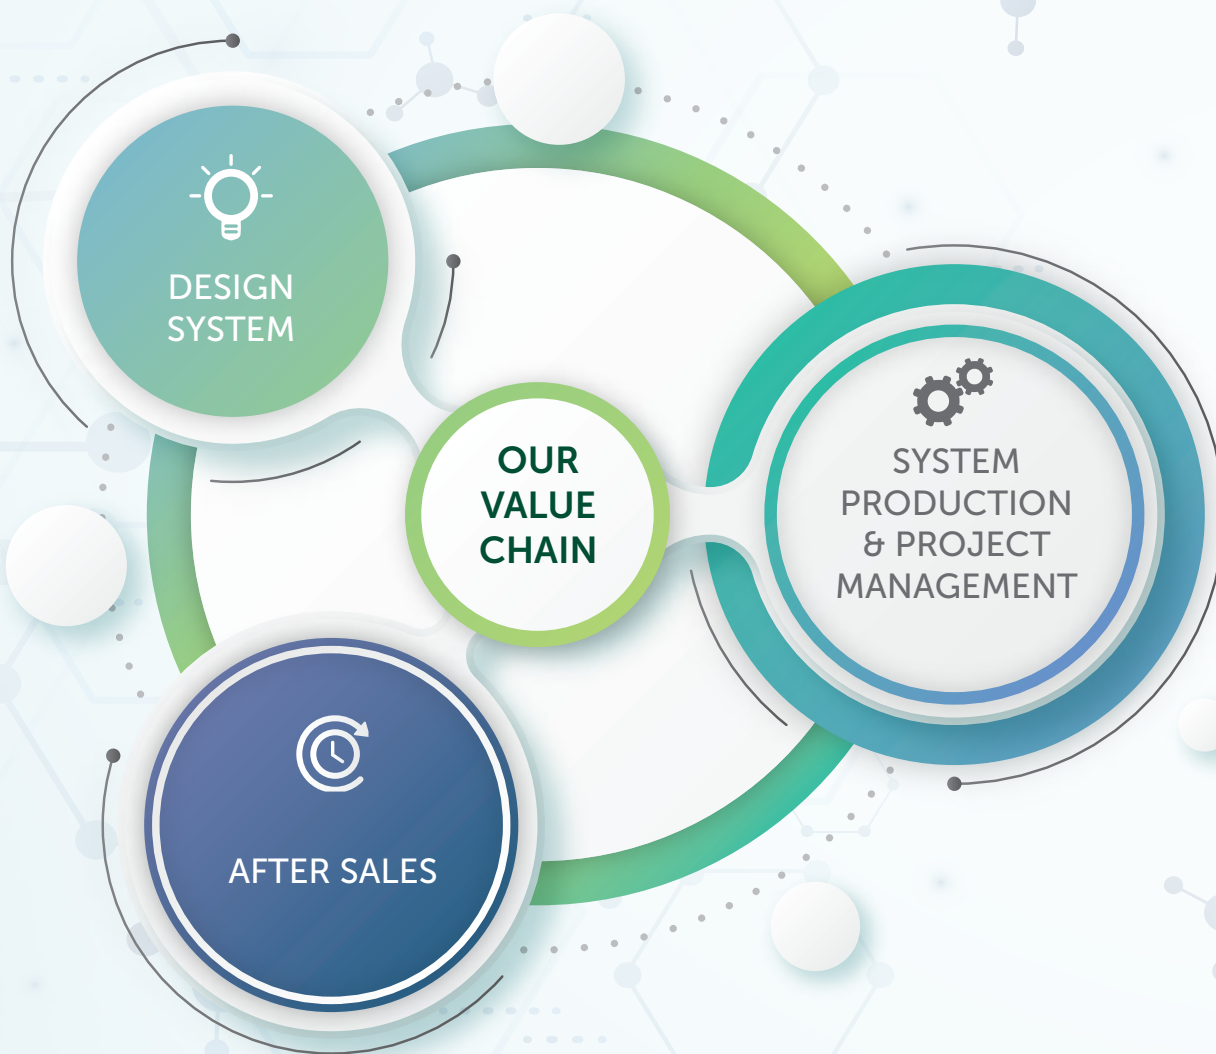 DESIGN
SYSTEM
OUR
VALUE
CHAIN
SYSTEM
PRODUCTION
& PROJECT
MANAGEMENT
AFTER SALES